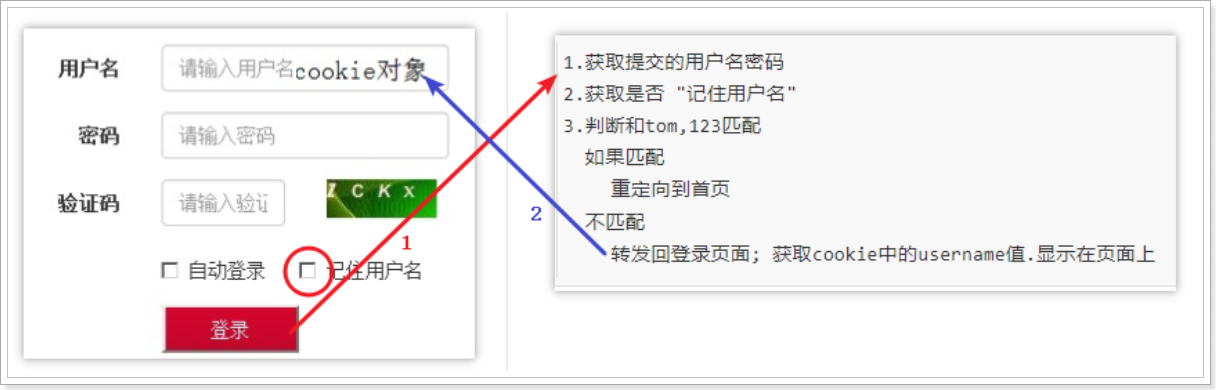 用户名 请输入用户名cookie对象
密码 请输入密码
验证码 请输入验证 ZCKX
自动登录 记住用户名
登录
1
2
1.获取提交的用户名密码
2.获取是否 "记住用户名"
3.判断和tom,123匹配
如果匹配
重定向到首页
不匹配
转发回登录页面; 获取cookie中的username值.显示在页面上